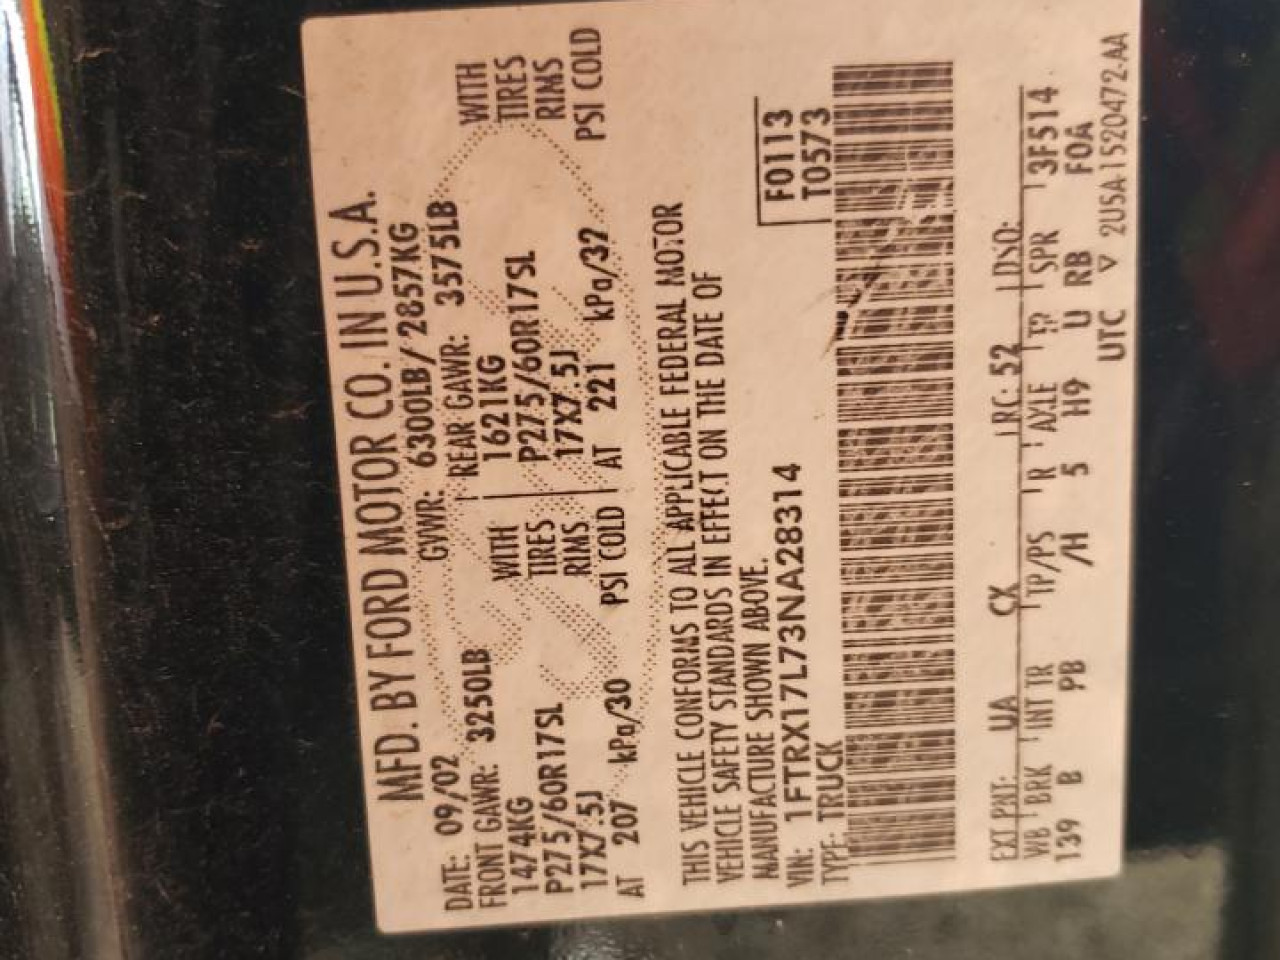 MFD. BY FORD MOTOR CO. IN U.S.A.
DATE: 09/02 GVWR: 6300LB/2857KG
FRONT GAWR: 3250LB REAR GAWR: 3575LB
1474KG WITH 1621KG WITH
P275/60R17SL TIRES P275/60R17SL TIRES
17X7.5J RIMS 17X7.5J RIMS
AT 207 kPa/30 PSI COLD AT 221 kPa/32 PSI COLD
THIS VEHICLE CONFORMS TO ALL APPLICABLE FEDERAL MOTOR
VEHICLE SAFETY STANDARDS IN EFFECT ON THE DATE OF
MANUFACTURE SHOWN ABOVE.
VIN: 1FTRX17L73NA28314 F0113
TYPE: TRUCK T0573
EXT PNT: UA CX RC: 52 DSO:
WB BRK INT TR TP/PS R AXLE TP SPR 3F514
139 B PB /H 5 H9 U RB F0A
UTC ▽ 2USA-1520472-AA